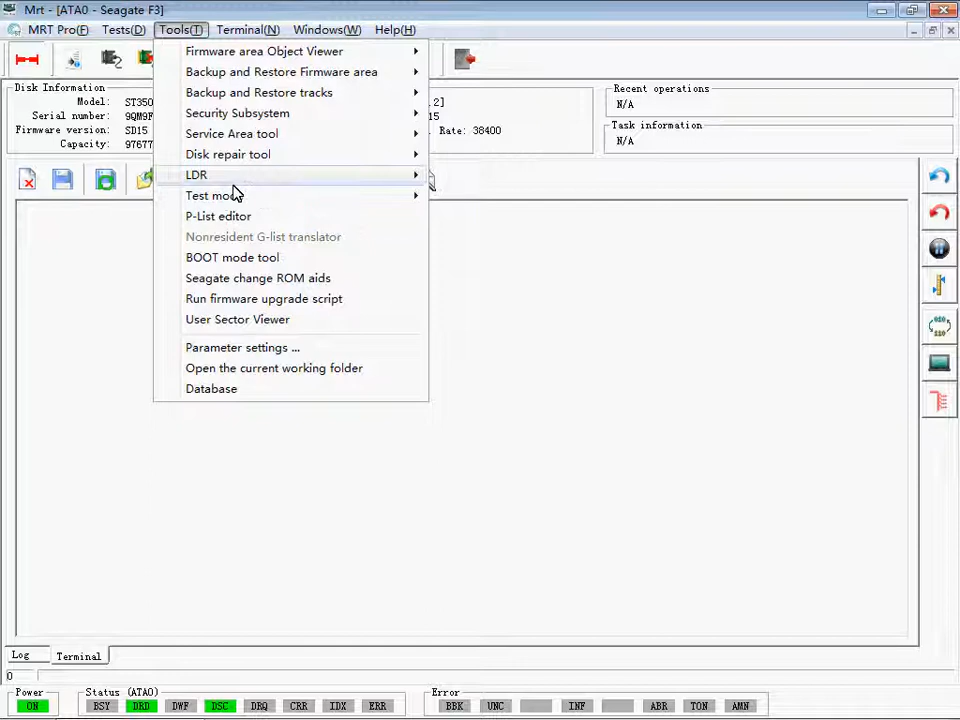 Mrt - [ATA0 - Seagate F3]
MRT Pro(F) Tests(D) Tools(T) Terminal(N) Windows(W) Help(H)
Firmware area Object Viewer
Backup and Restore Firmware area
Backup and Restore tracks
Security Subsystem
Service Area tool
Disk repair tool
LDR
Test mod
P-List editor
Nonresident G-list translator
BOOT mode tool
Seagate change ROM aids
Run firmware upgrade script
User Sector Viewer
Parameter settings ...
Open the current working folder
Database
Disk Information
Model: ST350 .2]
Serial number: 9QM9F 15
Firmware version: SD15 Rate: 38400
Capacity: 97677
Recent operations
N/A
Task information
N/A
Log Terminal
0
Power
ON
Status (ATA0)
BSY DRD DWF DSC DRQ CRR IDX ERR
Error
BBK UNC INF ABR TON AMN